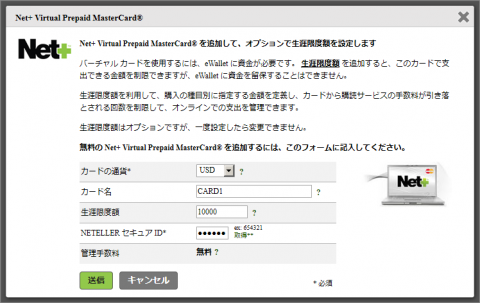 Net+ Virtual Prepaid MasterCard®
Net+
Net+ Virtual Prepaid MasterCard® を追加して、オプションで生涯限度額を設定します
バーチャル カードを使用するには、eWallet に資金が必要です。 生涯限度額 を追加すると、このカードで支
出できる金額を制限できますが、eWallet に資金を留保することはできません。
生涯限度額を利用して、購入の種目別に指定する金額を定義し、カードから購読サービスの手数料が引き落
とされる回数を制限して、オンラインでの支出を管理できます。
生涯限度額はオプションですが、一度設定したら変更できません。
無料の Net+ Virtual Prepaid MasterCard® を追加するには、このフォームに記入してください。
カードの通貨* USD ?
カード名 CARD1 ?
生涯限度額 10000 ?
NETELLER セキュア ID* •••••• ex: 654321
取得**
管理手数料 無料 ?
Net+
送信 キャンセル * 必須